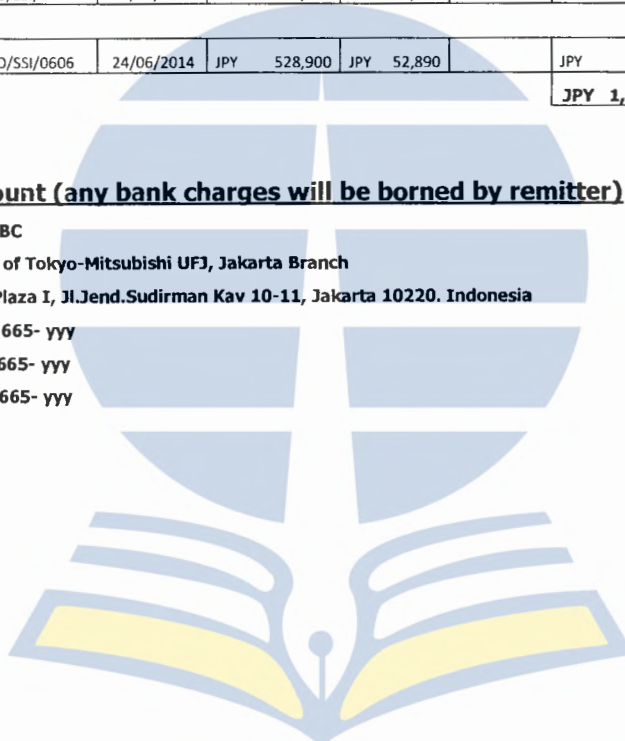 O/SSI/0606 24/06/2014 JPY 528,900 JPY 52,890 JPY
JPY 1,
ount (any bank charges will be borned by remitter)
BC
of Tokyo-Mitsubishi UFJ, Jakarta Branch
Plaza I, Jl.Jend.Sudirman Kav 10-11, Jakarta 10220. Indonesia
665- yyy
665- yyy
665- yyy